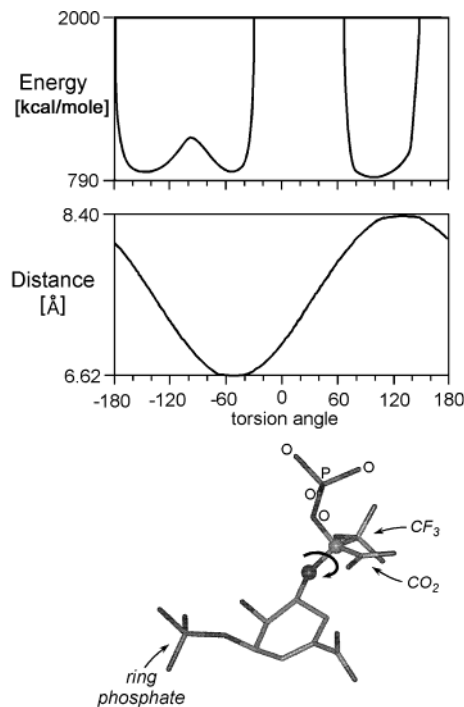 2000
Energy
[kcal/mole]
790
8.40
Distance
[Å]
6.62
-180 -120 -60 0 60 120 180
torsion angle
O
P
O
O
O
CF3
CO2
ring
phosphate